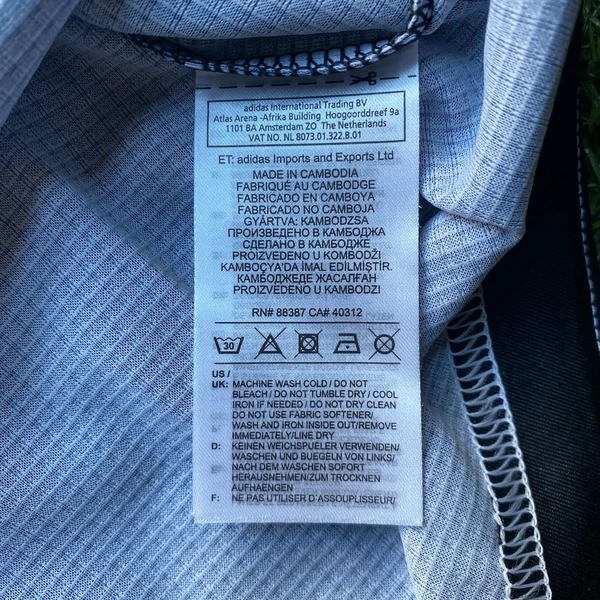 adidas International Trading BV
Atlas Arena -Afrika Building Hoogoorddreef 9a
1101 BA Amsterdam ZO The Netherlands
VAT NO. NL 8073.01.322.B.01
ET: adidas Imports and Exports Ltd
MADE IN CAMBODIA
FABRIQUÉ AU CAMBODGE
FABRICADO EN CAMBOYA
FABRICADO NO CAMBOJA
GYÁRTVA: KAMBODZSA
ПРОИЗВЕДЕНО В КАМБОДЖА
СДЕЛАНО В КАМБОДЖЕ
PROIZVEDENO U KOMBODŽI
KAMBOÇYA'DA İMAL EDİLMİŞTİR.
КАМБОДЖЕДЕ ЖАСАЛҒАН
PROIZVEDENO U KAMBODZI
RN# 88387 CA# 40312
30
US /
UK: MACHINE WASH COLD / DO NOT
BLEACH / DO NOT TUMBLE DRY / COOL
IRON IF NEEDED / DO NOT DRY CLEAN
DO NOT USE FABRIC SOFTENER/
WASH AND IRON INSIDE OUT/REMOVE
IMMEDIATELY/LINE DRY
D: KEINEN WEICHSPUELER VERWENDEN/
WASCHEN UND BUEGELN VON LINKS/
NACH DEM WASCHEN SOFORT
HERAUSNEHMEN/ZUM TROCKNEN
AUFHAENGEN
F: NE PAS UTILISER D'ASSOUPLISSEUR/